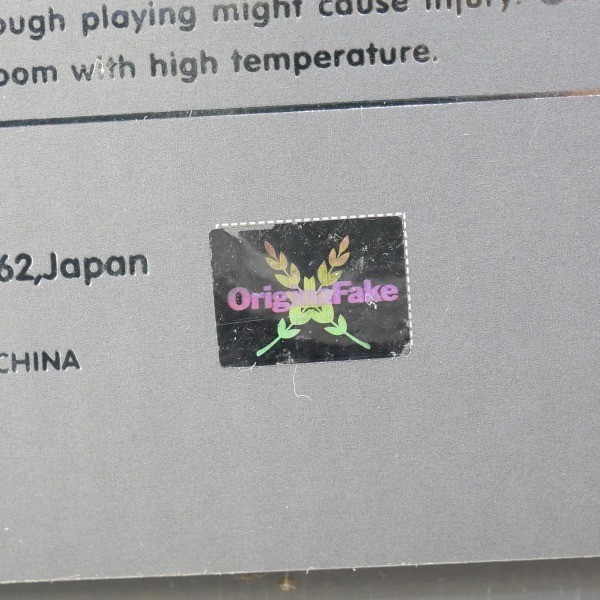 ough playing might cause injury.
oom with high temperature.
62,Japan
OriginalFake
CHINA